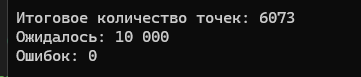 Итоговое количество точек: 6073
Ожидалось: 10 000
Ошибок: 0